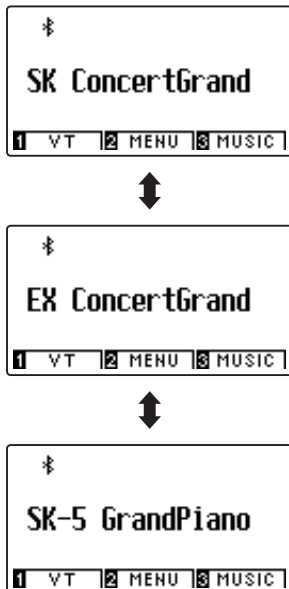 SK ConcertGrand
1 VT 2 MENU 3 MUSIC
EX ConcertGrand
1 VT 2 MENU 3 MUSIC
SK-5 GrandPiano
1 VT 2 MENU 3 MUSIC